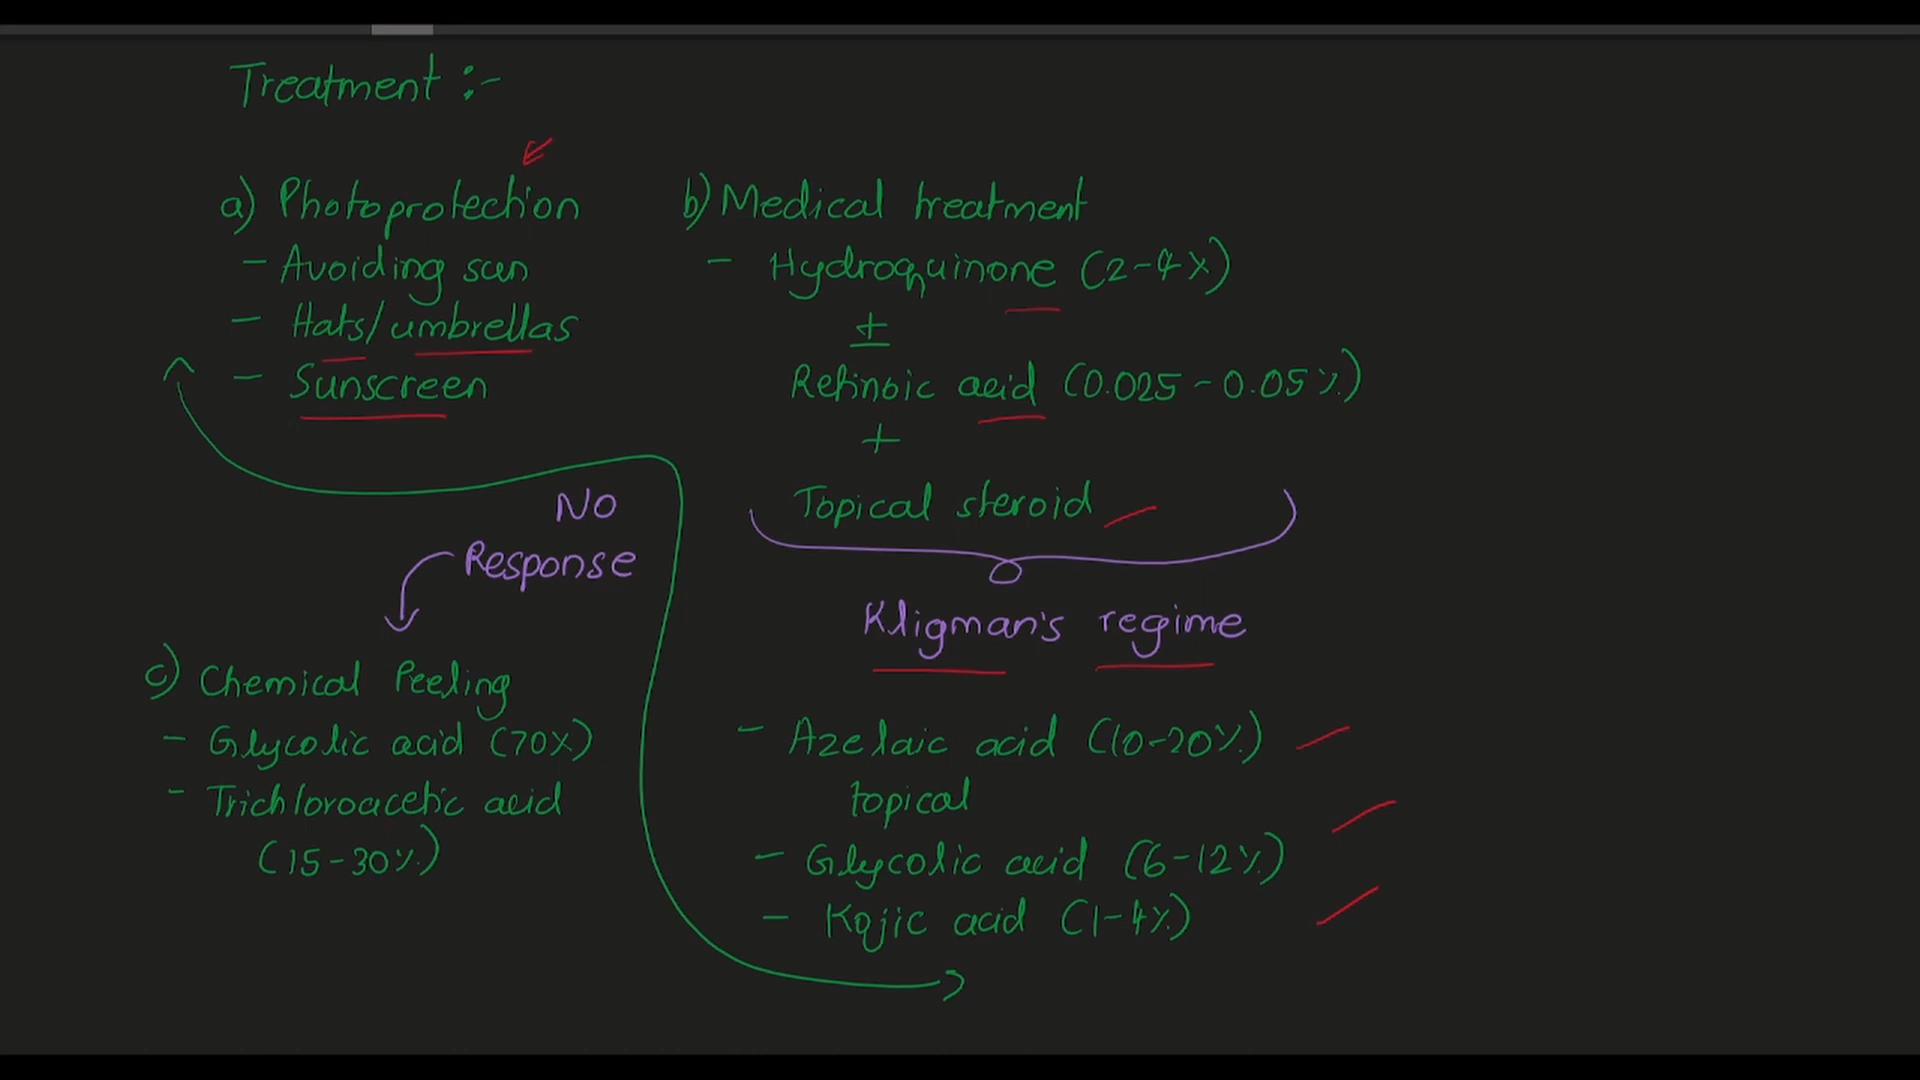 Treatment :-
a) Photoprotection
- Avoiding sun
- Hats/umbrellas
- Sunscreen
b) Medical treatment
- Hydroquinone (2-4%)
±
Retinoic acid (0.025 - 0.05%)
+
Topical steroid
Kligman's regime
- Azelaic acid (10-20%)
topical
- Glycolic acid (6-12%)
- Kojic acid (1-4%)
No
Response
c) Chemical Peeling
- Glycolic acid (70%)
- Trichloroacetic acid
(15-30%)